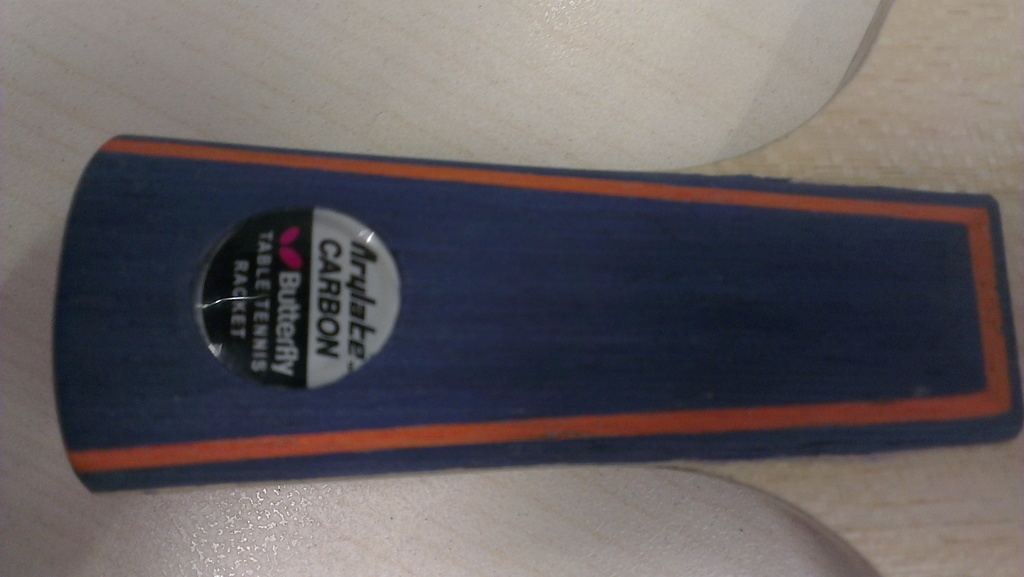 Arylate-
CARBON
Butterfly
TABLE TENNIS
RACKET